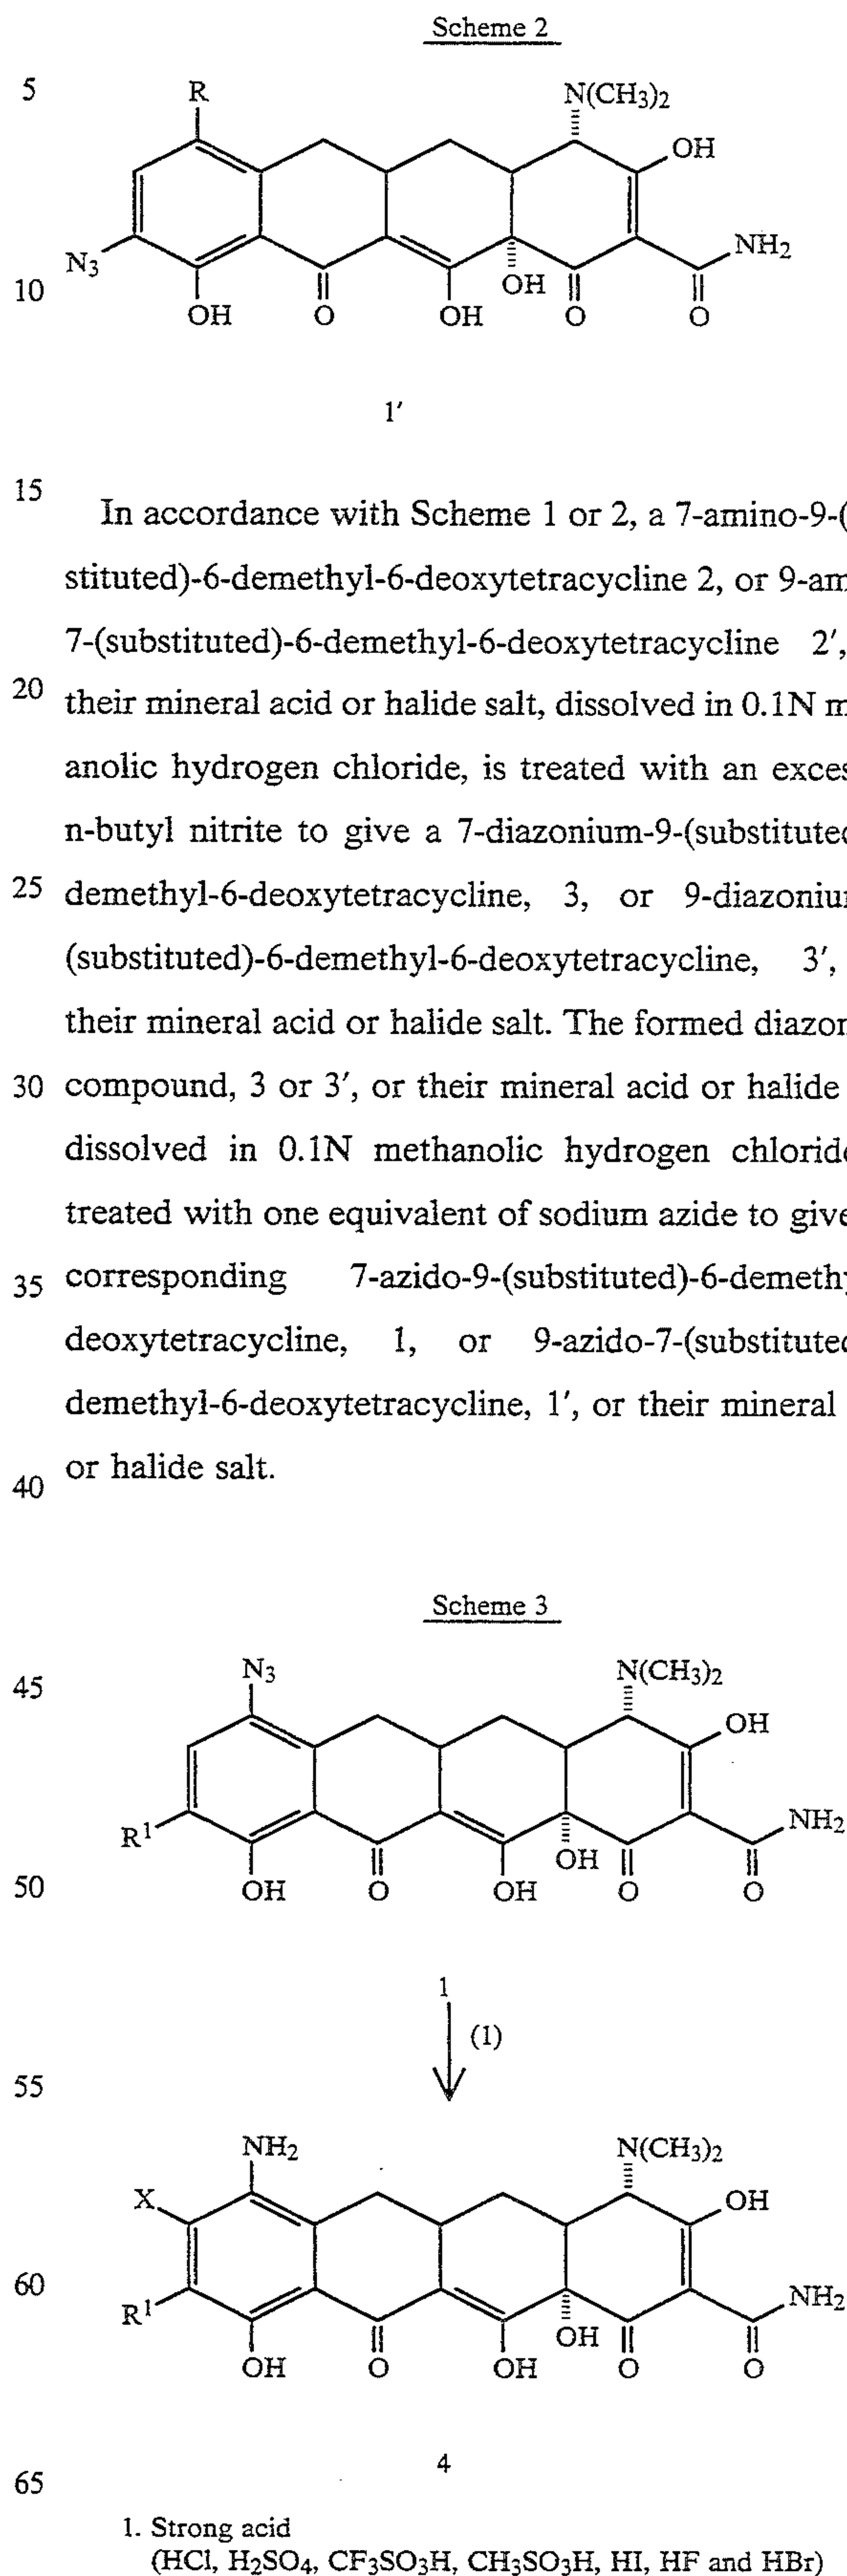 Scheme 2
5
R
N(CH3)2
OH
N3
NH2
10
OH
O
OH
OH
O
O
1′
15
In accordance with Scheme 1 or 2, a 7-amino-9-(
stituted)-6-demethyl-6-deoxytetracycline 2, or 9-am
7-(substituted)-6-demethyl-6-deoxytetracycline 2′,
20
their mineral acid or halide salt, dissolved in 0.1N m
anolic hydrogen chloride, is treated with an exces
n-butyl nitrite to give a 7-diazonium-9-(substituted
25
demethyl-6-deoxytetracycline, 3, or 9-diazoniu
(substituted)-6-demethyl-6-deoxytetracycline, 3′,
their mineral acid or halide salt. The formed diazon
30
compound, 3 or 3′, or their mineral acid or halide
dissolved in 0.1N methanolic hydrogen chloride
treated with one equivalent of sodium azide to give
35
corresponding 7-azido-9-(substituted)-6-demethy
deoxytetracycline, 1, or 9-azido-7-(substituted
demethyl-6-deoxytetracycline, 1′, or their mineral
40
or halide salt.
Scheme 3
45
N3
N(CH3)2
OH
R1
NH2
50
OH
O
OH
OH
O
O
1
(1)
55
NH2
N(CH3)2
X
OH
60
R1
NH2
OH
O
OH
OH
O
O
4
65
1. Strong acid
(HCl, H2SO4, CF3SO3H, CH3SO3H, HI, HF and HBr)